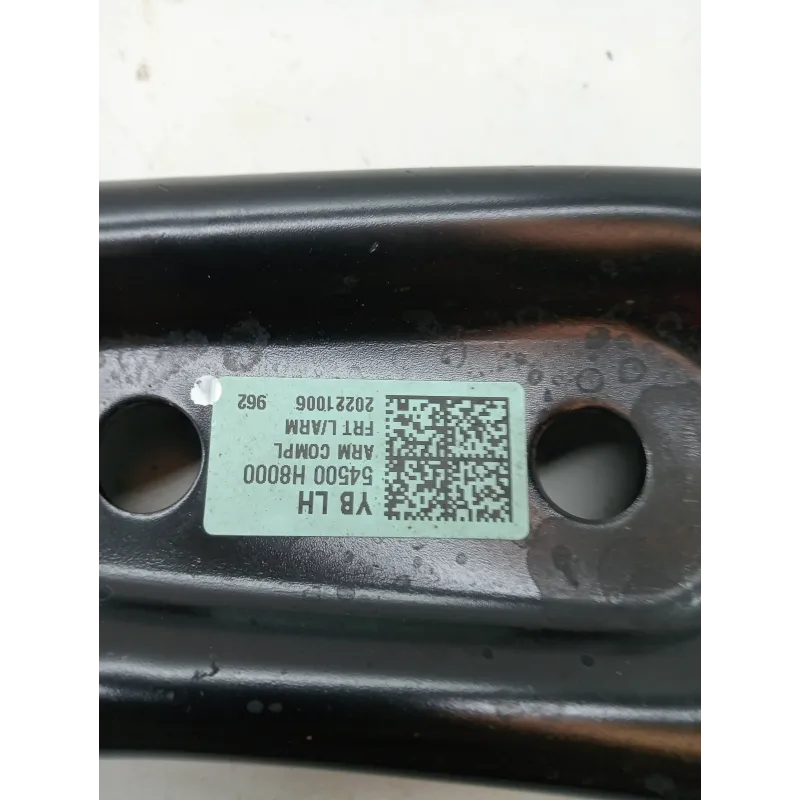 YB LH
54500 H8000
ARM COMPL
FRT L/ARM
20221006 962